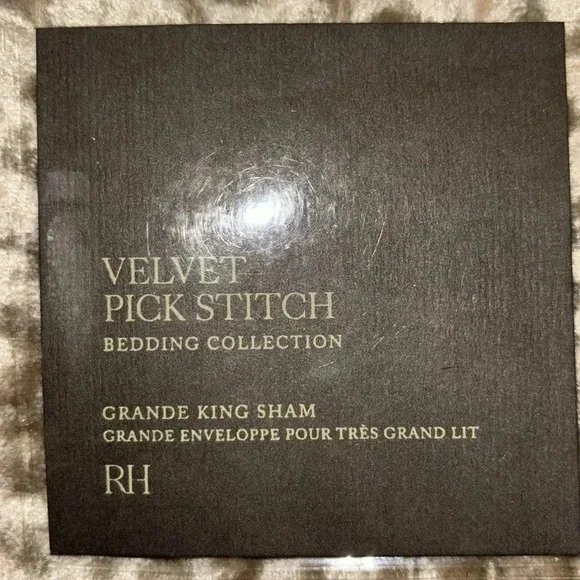 VELVET
PICK STITCH
BEDDING COLLECTION
GRANDE KING SHAM
GRANDE ENVELOPPE POUR TRÈS GRAND LIT
RH